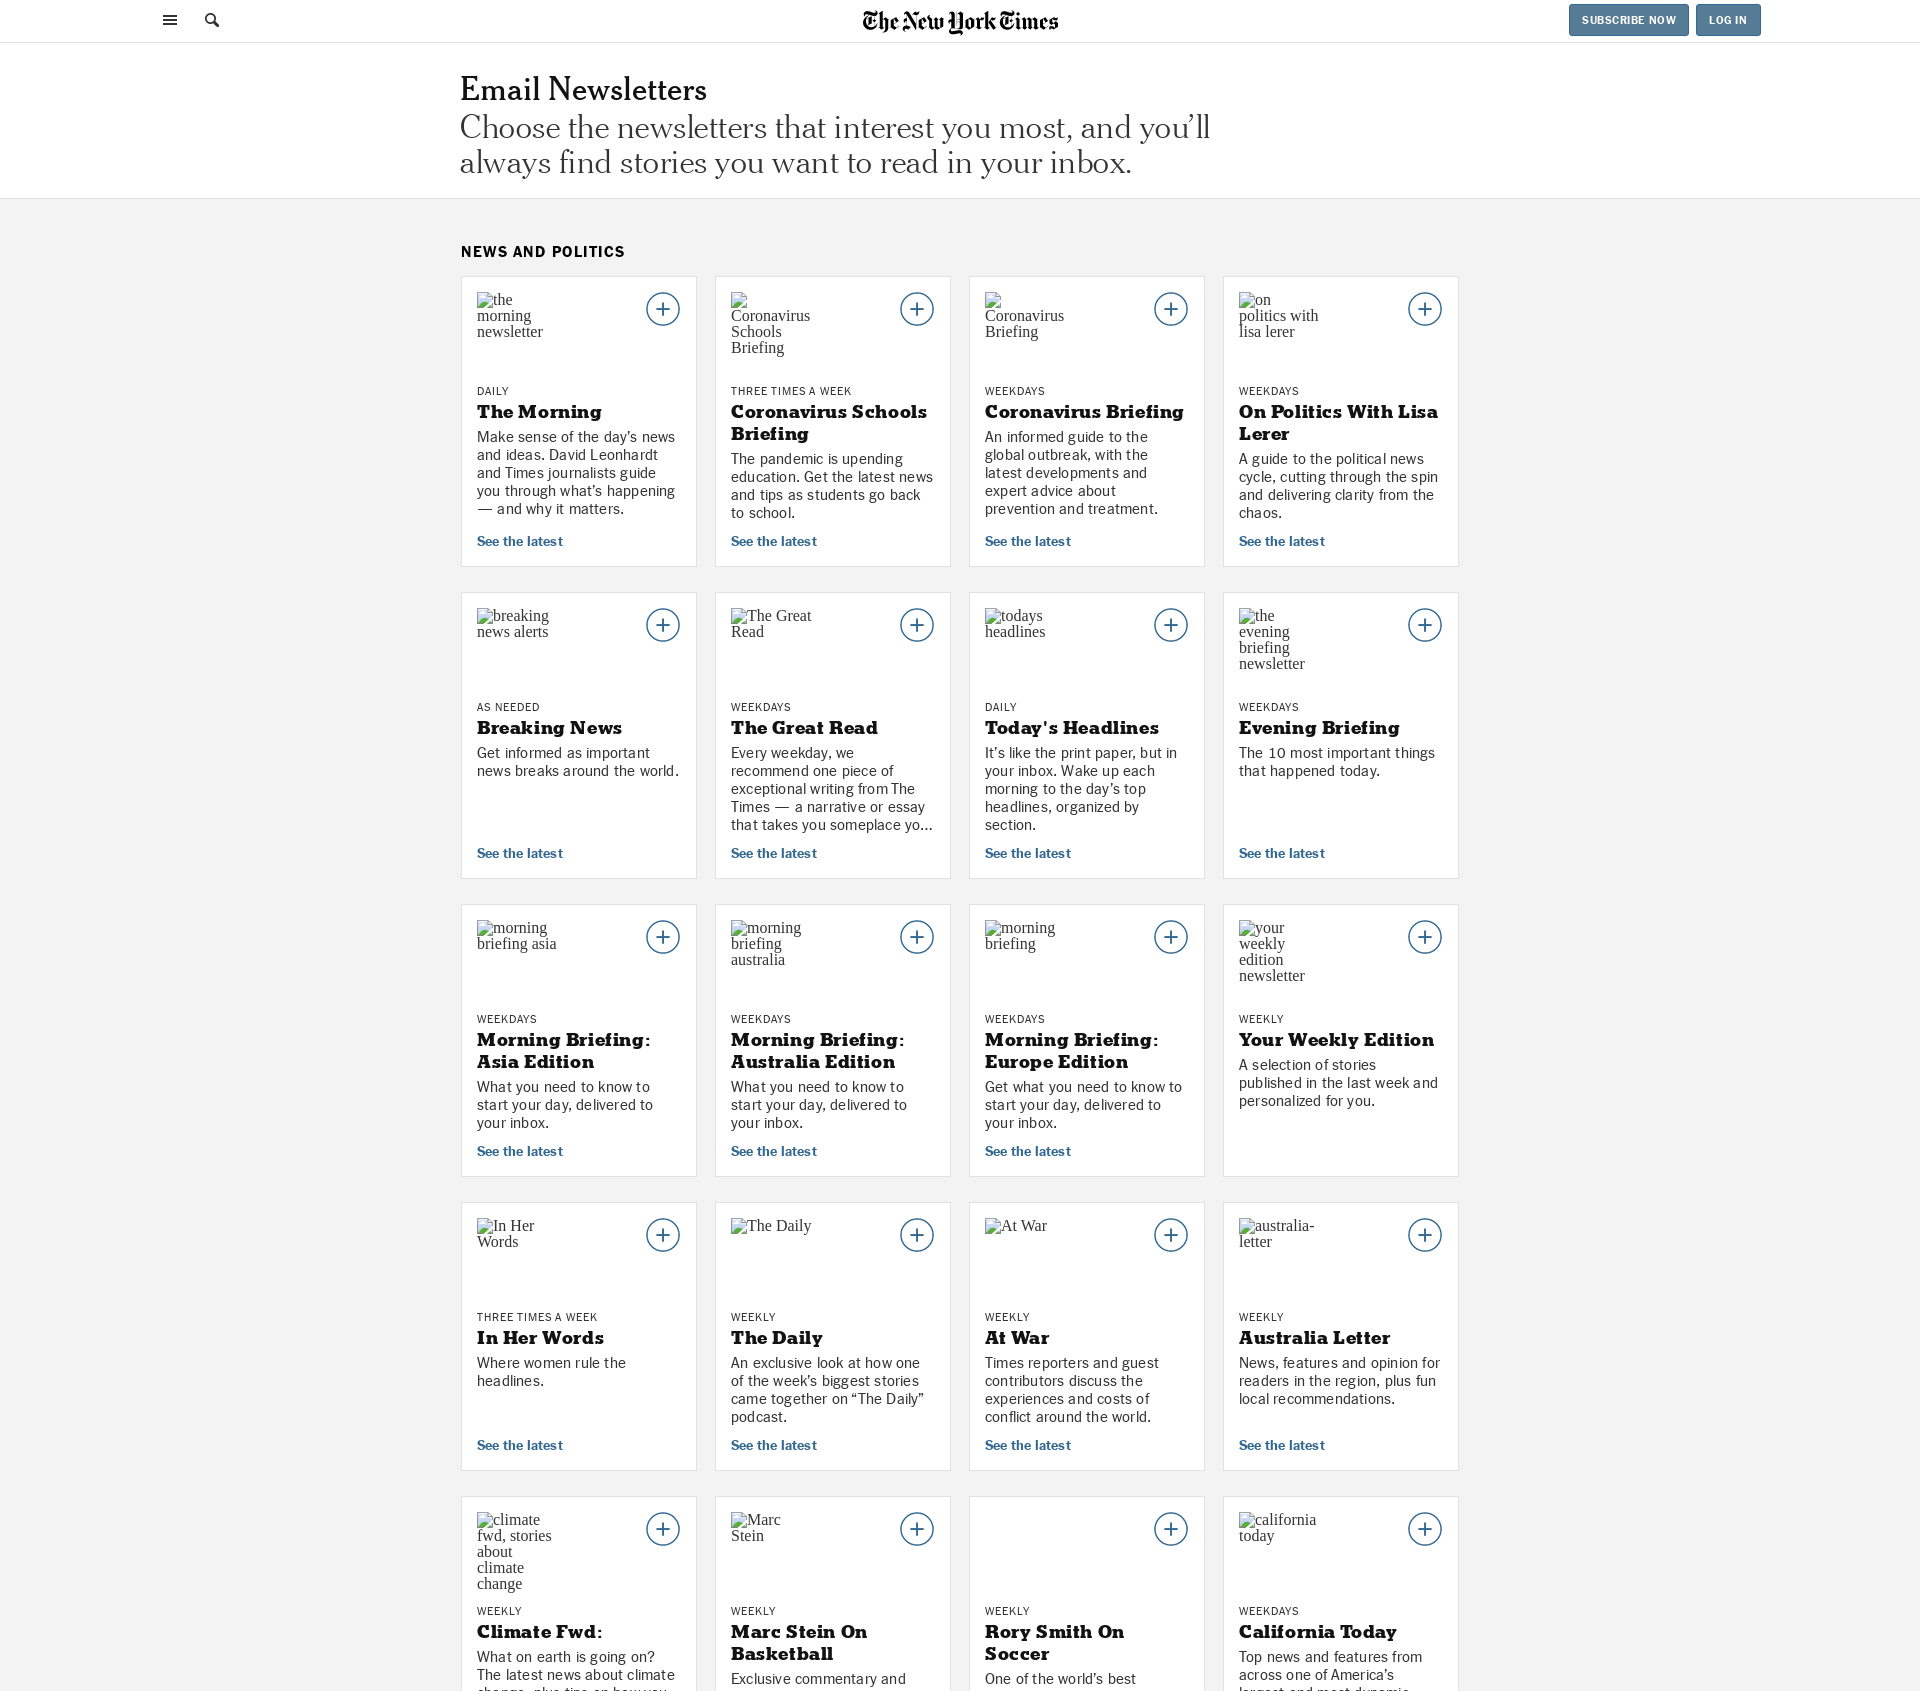 The New York Times
SUBSCRIBE NOW
LOG IN
Email Newsletters
Choose the newsletters that interest you most, and you’ll
always find stories you want to read in your inbox.
NEWS AND POLITICS
the
morning
newsletter
DAILY
The Morning
Make sense of the day’s news
and ideas. David Leonhardt
and Times journalists guide
you through what’s happening
— and why it matters.
See the latest
Coronavirus
Schools
Briefing
THREE TIMES A WEEK
Coronavirus Schools
Briefing
The pandemic is upending
education. Get the latest news
and tips as students go back
to school.
See the latest
Coronavirus
Briefing
WEEKDAYS
Coronavirus Briefing
An informed guide to the
global outbreak, with the
latest developments and
expert advice about
prevention and treatment.
See the latest
on
politics with
lisa lerer
WEEKDAYS
On Politics With Lisa
Lerer
A guide to the political news
cycle, cutting through the spin
and delivering clarity from the
chaos.
See the latest
breaking
news alerts
AS NEEDED
Breaking News
Get informed as important
news breaks around the world.
See the latest
The Great
Read
WEEKDAYS
The Great Read
Every weekday, we
recommend one piece of
exceptional writing from The
Times — a narrative or essay
that takes you someplace yo...
See the latest
todays
headlines
DAILY
Today's Headlines
It’s like the print paper, but in
your inbox. Wake up each
morning to the day’s top
headlines, organized by
section.
See the latest
the
evening
briefing
newsletter
WEEKDAYS
Evening Briefing
The 10 most important things
that happened today.
See the latest
morning
briefing asia
WEEKDAYS
Morning Briefing:
Asia Edition
What you need to know to
start your day, delivered to
your inbox.
See the latest
morning
briefing
australia
WEEKDAYS
Morning Briefing:
Australia Edition
What you need to know to
start your day, delivered to
your inbox.
See the latest
morning
briefing
WEEKDAYS
Morning Briefing:
Europe Edition
Get what you need to know to
start your day, delivered to
your inbox.
See the latest
your
weekly
edition
newsletter
WEEKLY
Your Weekly Edition
A selection of stories
published in the last week and
personalized for you.
In Her
Words
THREE TIMES A WEEK
In Her Words
Where women rule the
headlines.
See the latest
The Daily
WEEKLY
The Daily
An exclusive look at how one
of the week’s biggest stories
came together on “The Daily”
podcast.
See the latest
At War
WEEKLY
At War
Times reporters and guest
contributors discuss the
experiences and costs of
conflict around the world.
See the latest
australia-
letter
WEEKLY
Australia Letter
News, features and opinion for
readers in the region, plus fun
local recommendations.
See the latest
climate
fwd, stories
about
climate
change
WEEKLY
Climate Fwd:
What on earth is going on?
The latest news about climate
Marc
Stein
WEEKLY
Marc Stein On
Basketball
Exclusive commentary and
WEEKLY
Rory Smith On
Soccer
One of the world’s best
california
today
WEEKDAYS
California Today
Top news and features from
across one of America’s